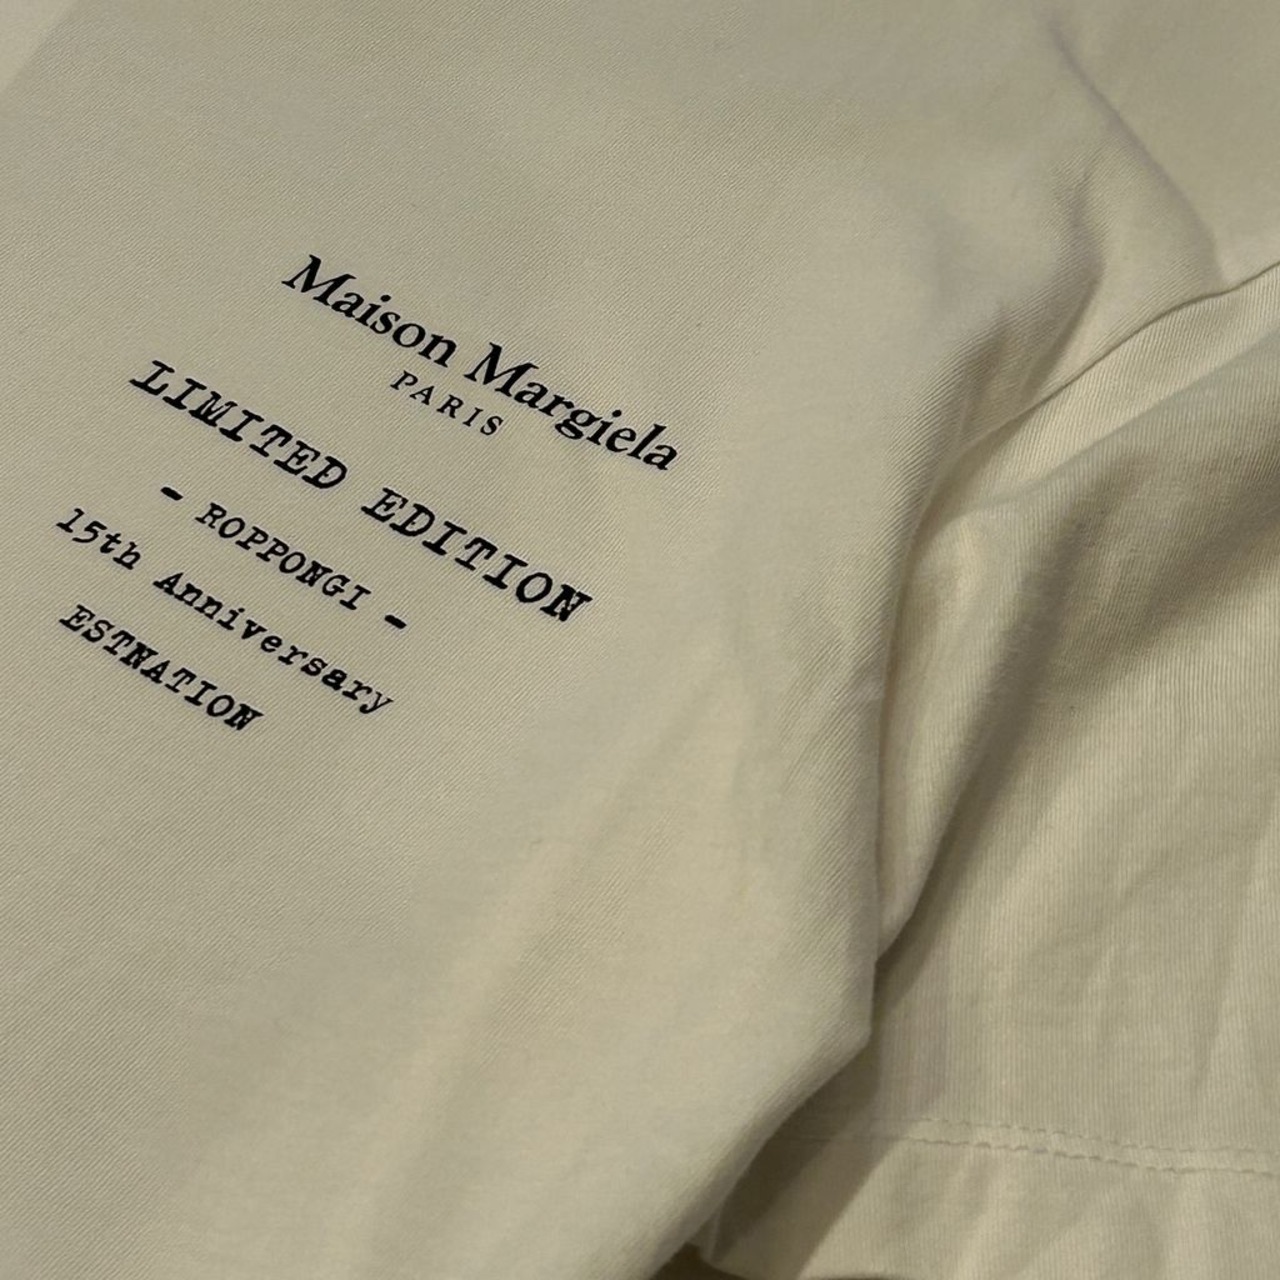 Maison Margiela
PARIS
LIMITED EDITION
- ROPPONGI -
15th Anniversary
ESTNATION